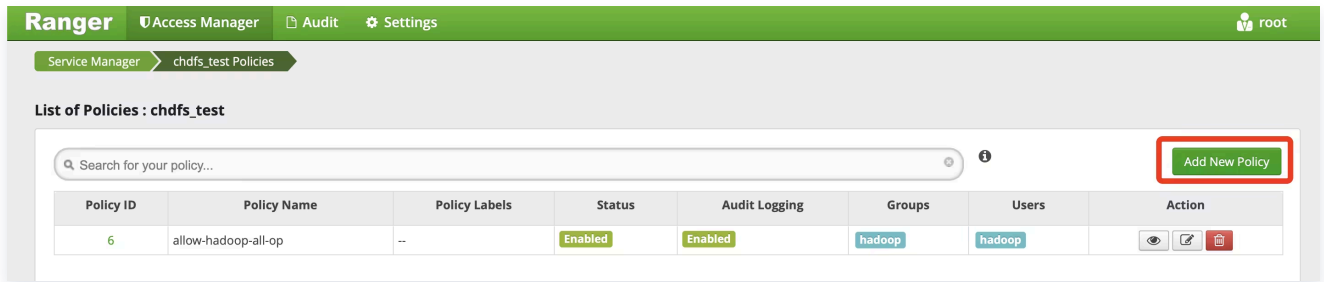 Ranger Access Manager Audit Settings root
Service Manager chdfs_test Policies
List of Policies : chdfs_test
Search for your policy... Add New Policy
Policy ID Policy Name Policy Labels Status Audit Logging Groups Users Action
6 allow-hadoop-all-op -- Enabled Enabled hadoop hadoop